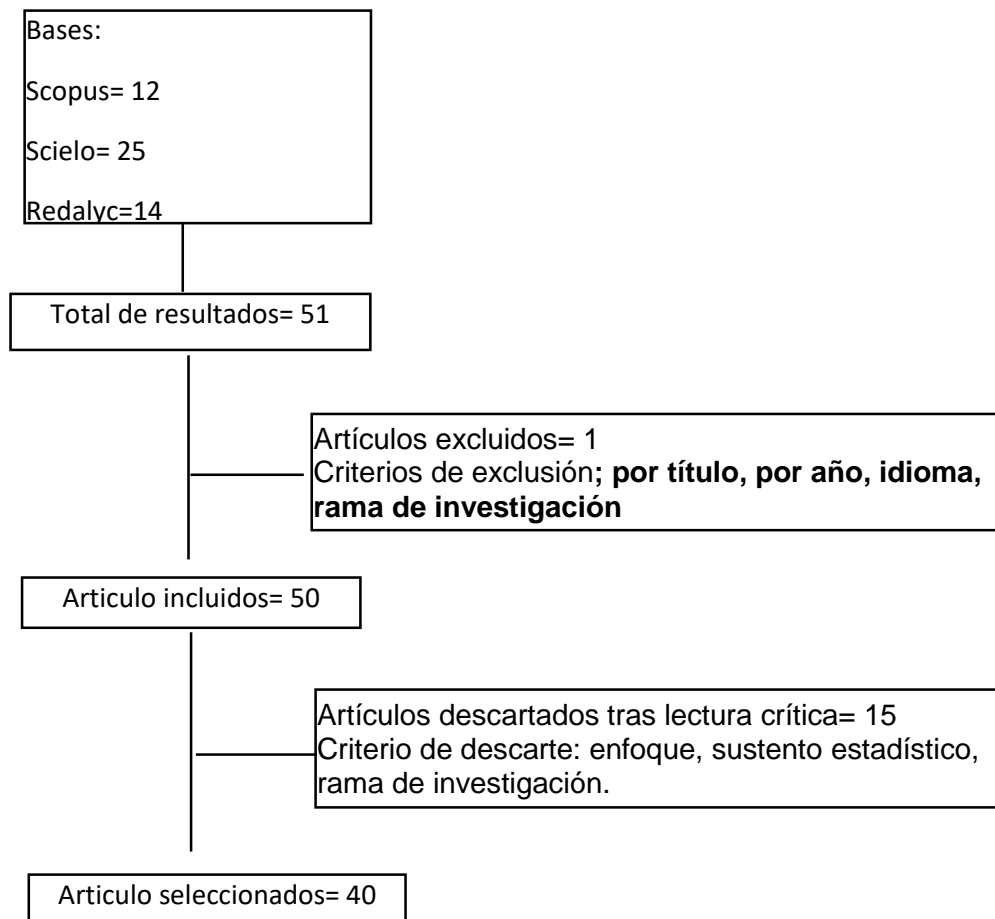 Bases:
Scopus= 12
Scielo= 25
Redalyc=14
Total de resultados= 51
Artículos excluidos= 1
Criterios de exclusión; por título, por año, idioma,
rama de investigación
Articulo incluidos= 50
Artículos descartados tras lectura crítica= 15
Criterio de descarte: enfoque, sustento estadístico,
rama de investigación.
Articulo seleccionados= 40